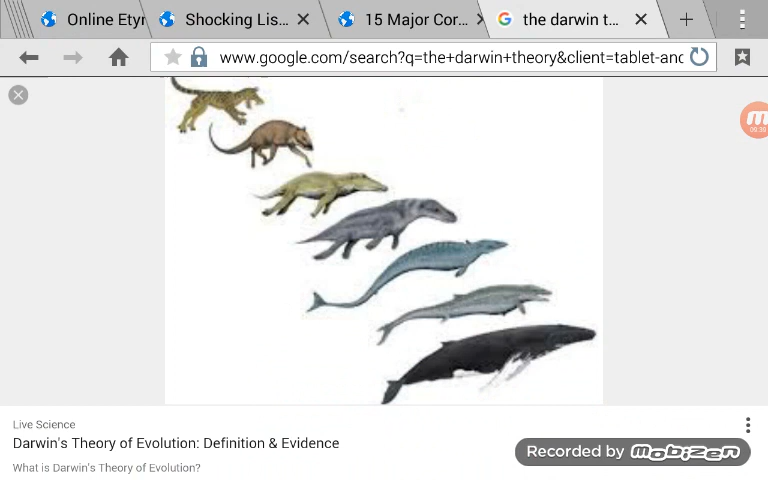 Online Etyr
Shocking Lis...
15 Major Cor...
the darwin t...
www.google.com/search?q=the+darwin+theory&client=tablet-anc
Live Science
Darwin's Theory of Evolution: Definition & Evidence
What is Darwin's Theory of Evolution?
Recorded by mobizen